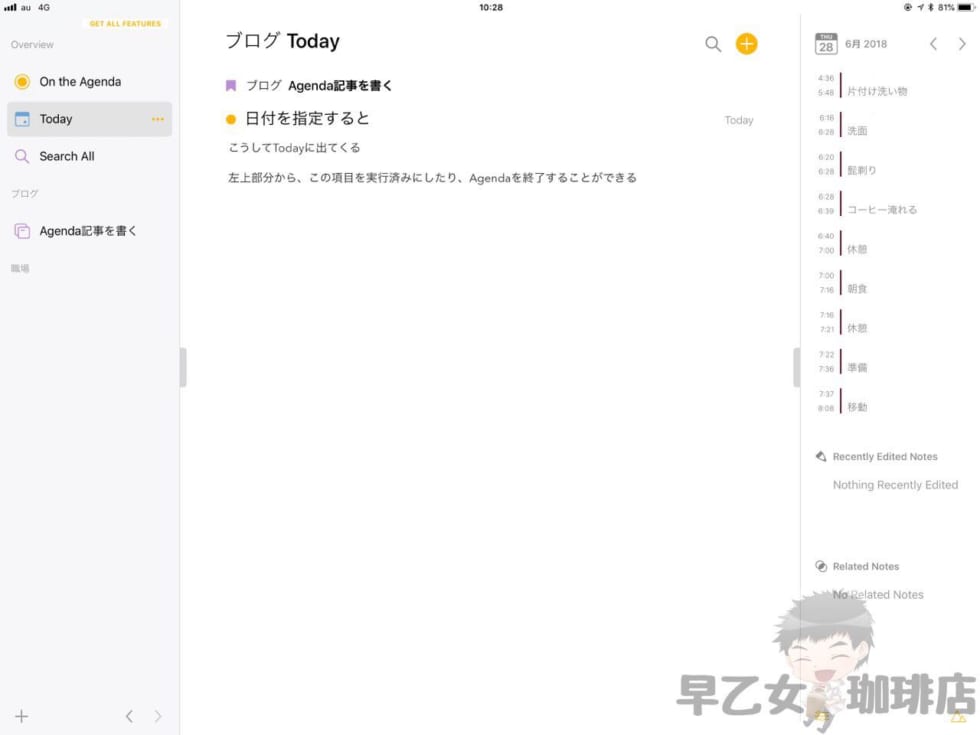 au 4G
10:28
81%
GET ALL FEATURES
Overview
On the Agenda
Today
Search All
ブログ
Agenda記事を書く
職場
ブログ Today
ブログ Agenda記事を書く
日付を指定すると
Today
こうしてTodayに出てくる
左上部分から、この項目を実行済みにしたり、Agendaを終了することができる
THU
28
6月 2018
4:36
5:48 片付け洗い物
6:16
6:28 洗面
6:20
6:28 髭剃り
6:28
6:39 コーヒー淹れる
6:40
7:00 休憩
7:00
7:16 朝食
7:16
7:21 休憩
7:22
7:36 準備
7:37
8:08 移動
Recently Edited Notes
Nothing Recently Edited
Related Notes
No Related Notes
早乙女珈琲店